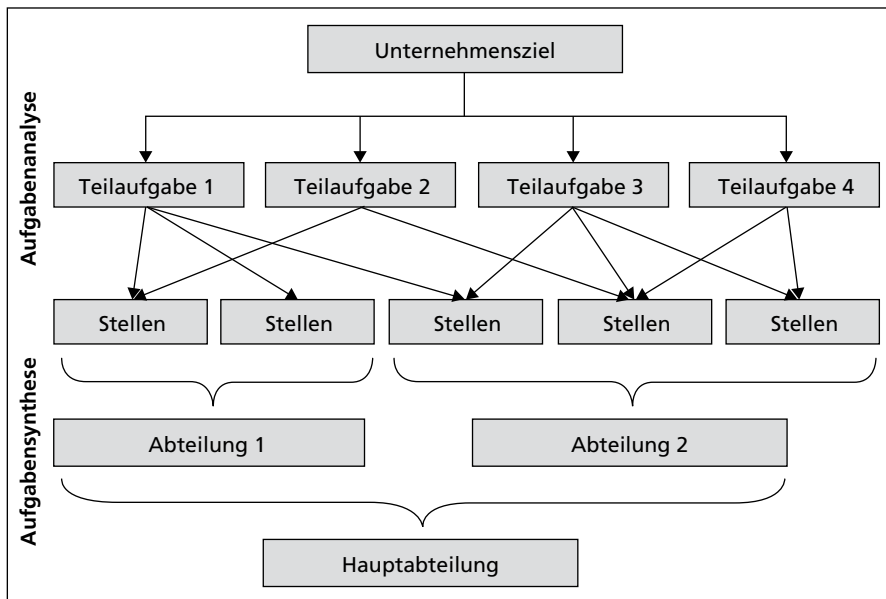 Unternehmensziel
Aufgabenanalyse
Teilaufgabe 1
Teilaufgabe 2
Teilaufgabe 3
Teilaufgabe 4
Stellen
Stellen
Stellen
Stellen
Stellen
Aufgabensynthese
Abteilung 1
Abteilung 2
Hauptabteilung